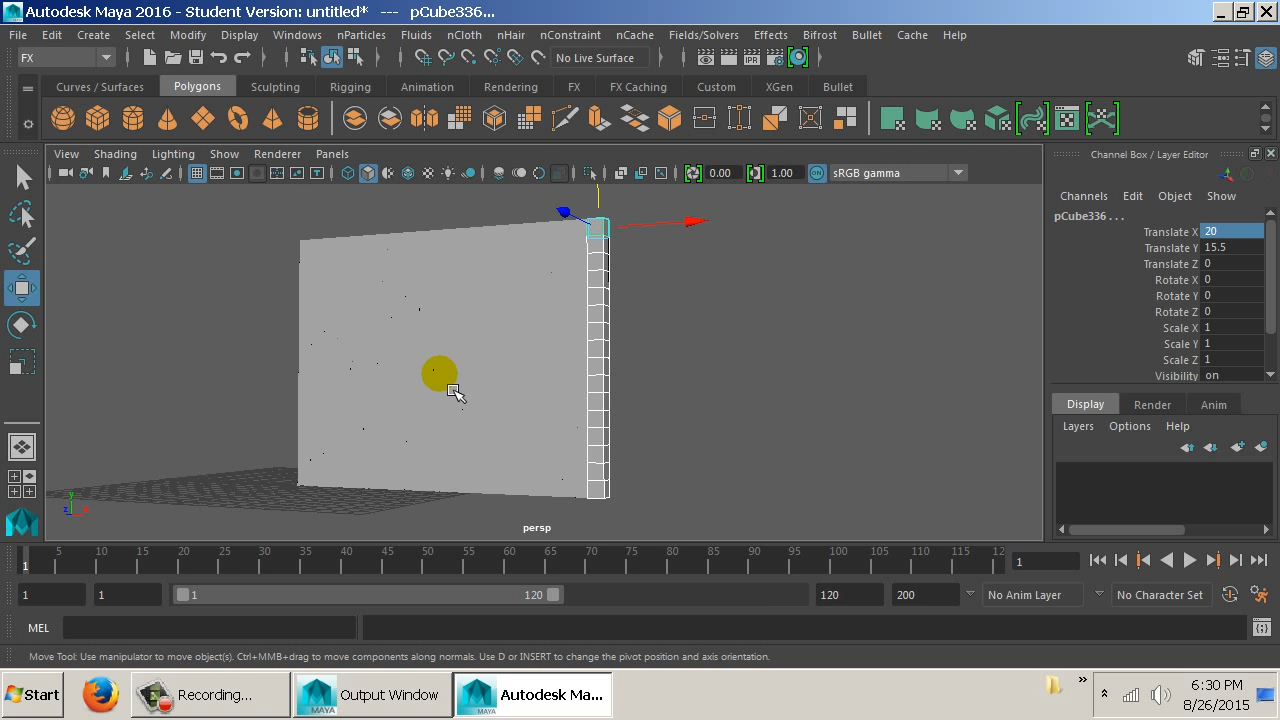 Autodesk Maya 2016 - Student Version: untitled* --- pCube336...
File Edit Create Select Modify Display Windows nParticles Fluids nCloth nHair nConstraint nCache Fields/Solvers Effects Bifrost Bullet Cache Help
FX No Live Surface IPR
Curves / Surfaces Polygons Sculpting Rigging Animation Rendering FX FX Caching Custom XGen Bullet
View Shading Lighting Show Renderer Panels
0.00 1.00 ON sRGB gamma
Channel Box / Layer Editor
Channels Edit Object Show
pCube336 . . .
Translate X 20
Translate Y 15.5
Translate Z 0
Rotate X 0
Rotate Y 0
Rotate Z 0
Scale X 1
Scale Y 1
Scale Z 1
Visibility on
Display Render Anim
Layers Options Help
y
z x
persp
5 10 15 20 25 30 35 40 45 50 55 60 65 70 75 80 85 90 95 100 105 110 115 12
1 1
1 1 1 120 120 200 No Anim Layer No Character Set
MEL
Move Tool: Use manipulator to move object(s). Ctrl+MMB+drag to move components along normals. Use D or INSERT to change the pivot position and axis orientation.
Start Recording... MAYA Output Window MAYA Autodesk Ma... 6:30 PM
8/26/2015